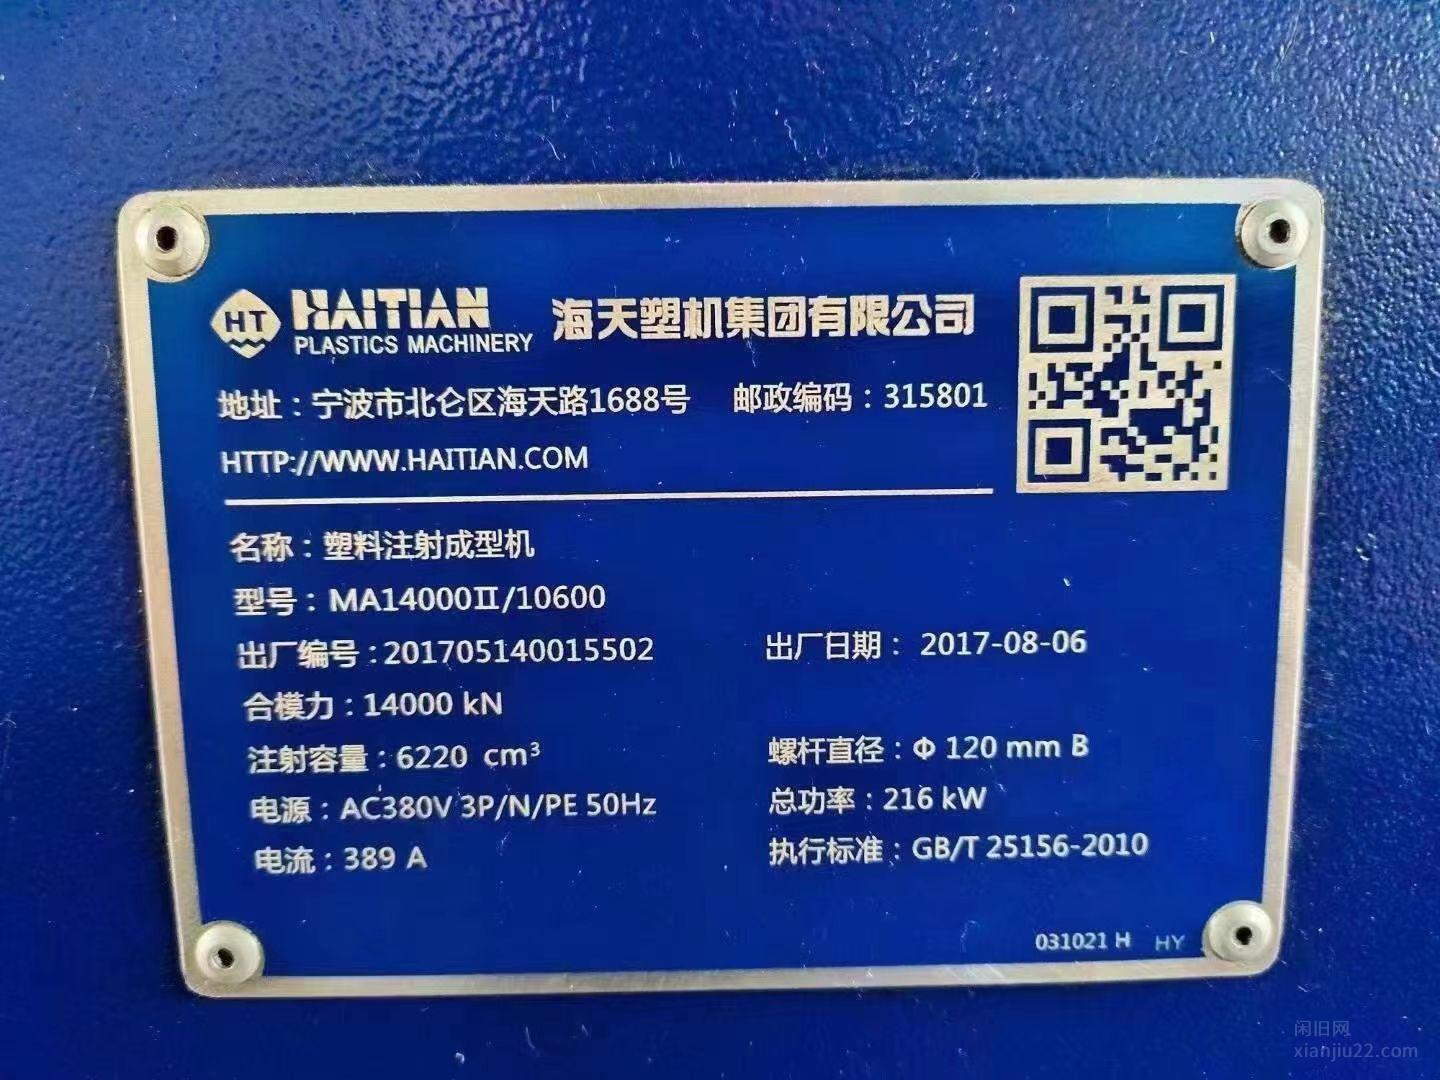 HT HAITIAN PLASTICS MACHINERY 海天塑机集团有限公司
地址：宁波市北仑区海天路1688号 邮政编码：315801
HTTP://WWW.HAITIAN.COM
名称：塑料注射成型机
型号：MA14000Ⅱ/10600
出厂编号：201705140015502 出厂日期： 2017-08-06
合模力：14000 kN
注射容量：6220 cm³ 螺杆直径：Φ 120 mm B
电源：AC380V 3P/N/PE 50Hz 总功率：216 kW
电流：389 A 执行标准：GB/T 25156-2010
031021 H HY
闲旧网
xianjiu22.com